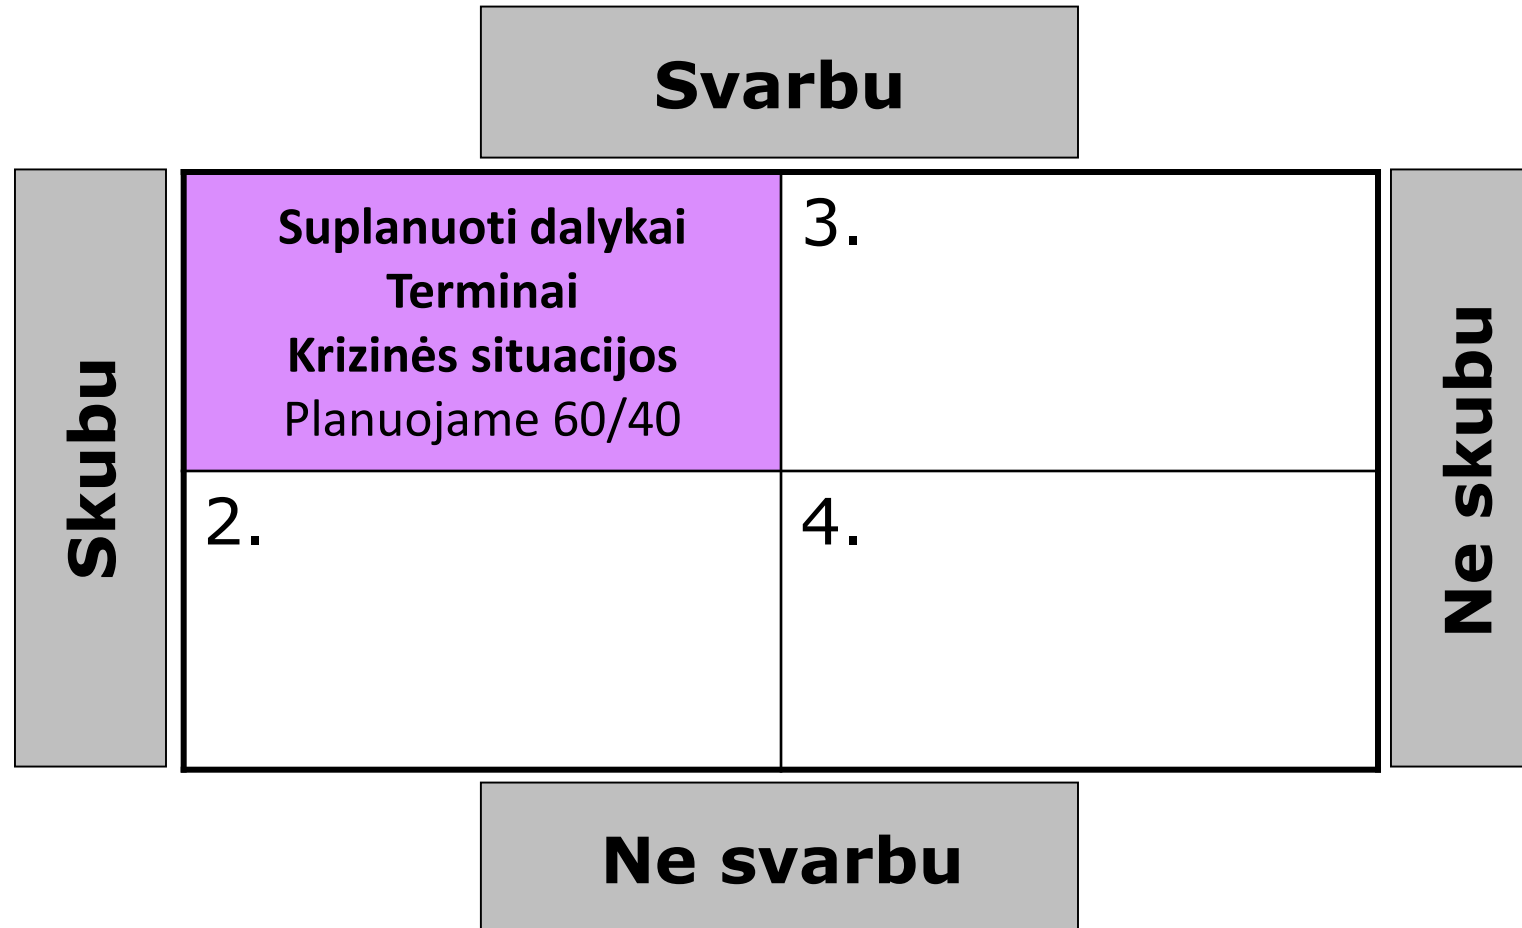 Svarbu
Skubu
Suplanuoti dalykai
Terminai
Krizinės situacijos
Planuojame 60/40
3.
Ne skubu
2.
4.
Ne svarbu